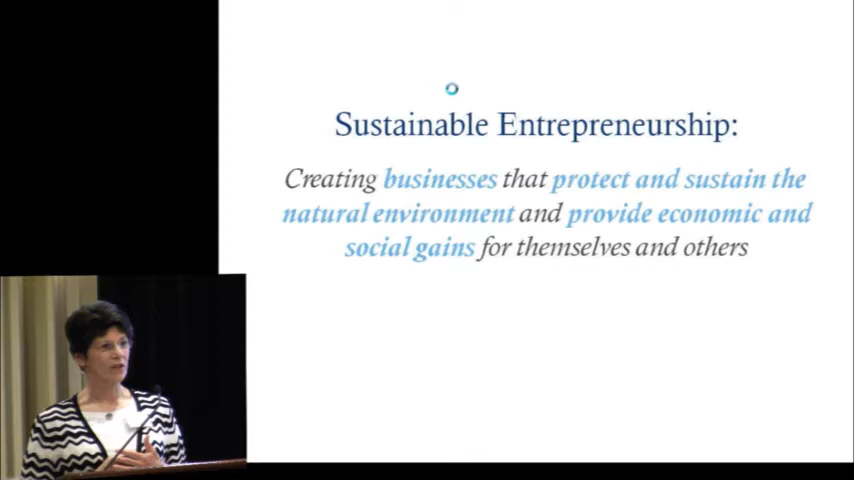 Sustainable Entrepreneurship:
Creating businesses that protect and sustain the
natural environment and provide economic and
social gains for themselves and others